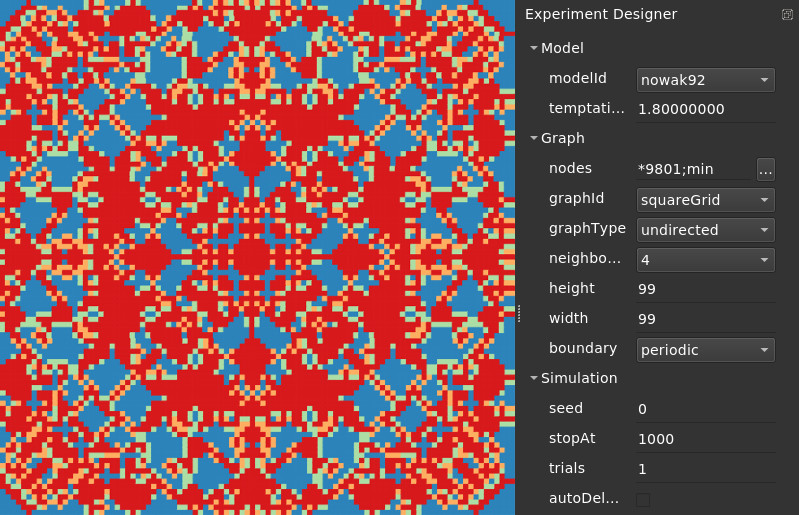 Experiment Designer
Model
modelId nowak92
temptati... 1.80000000
Graph
nodes *9801;min ...
graphId squareGrid
graphType undirected
neighbo... 4
height 99
width 99
boundary periodic
Simulation
seed 0
stopAt 1000
trials 1
autoDel...